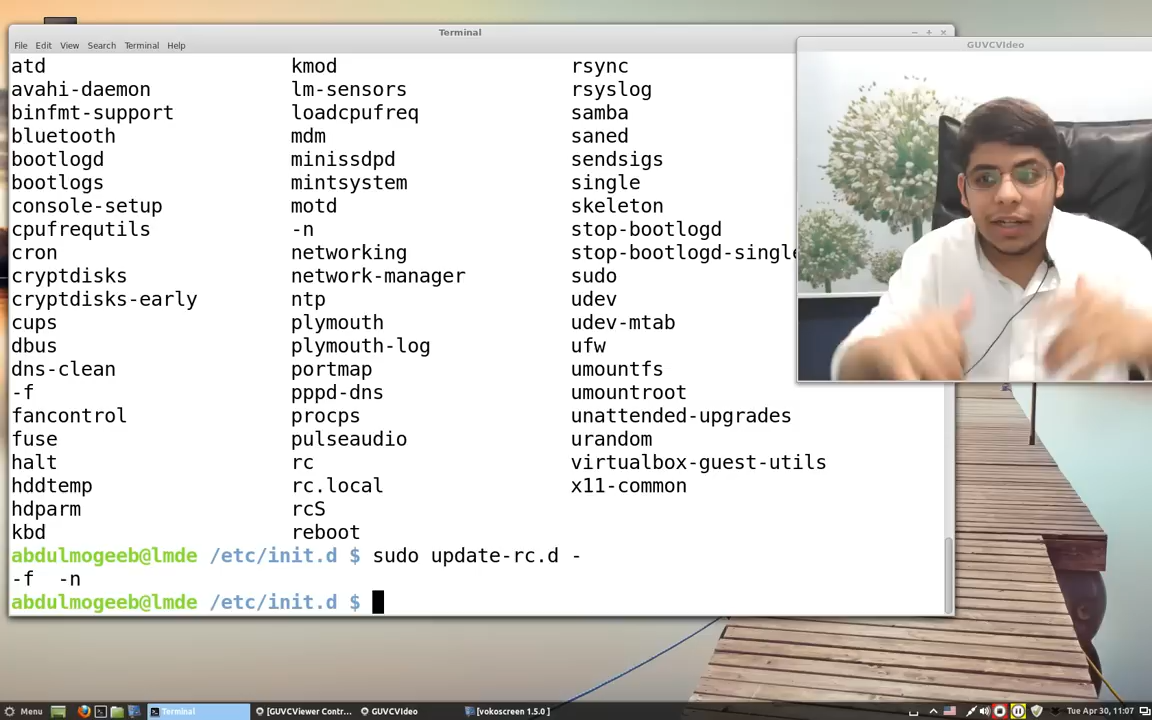 Terminal
File Edit View Search Terminal Help
GUVCVIdeo
atd kmod rsync
avahi-daemon lm-sensors rsyslog
binfmt-support loadcpufreq samba
bluetooth mdm saned
bootlogd minissdpd sendsigs
bootlogs mintsystem single
console-setup motd skeleton
cpufrequtils -n stop-bootlogd
cron networking stop-bootlogd-single
cryptdisks network-manager sudo
cryptdisks-early ntp udev
cups plymouth udev-mtab
dbus plymouth-log ufw
dns-clean portmap umountfs
-f pppd-dns umountroot
fancontrol procps unattended-upgrades
fuse pulseaudio urandom
halt rc virtualbox-guest-utils
hddtemp rc.local x11-common
hdparm rcS
kbd reboot
abdulmogeeb@lmde /etc/init.d $ sudo update-rc.d -
-f -n
abdulmogeeb@lmde /etc/init.d $
Menu Terminal [GUVCViewer Contr... GUVCVIdeo [vokoscreen 1.5.0 ] Tue Apr 30, 11:07